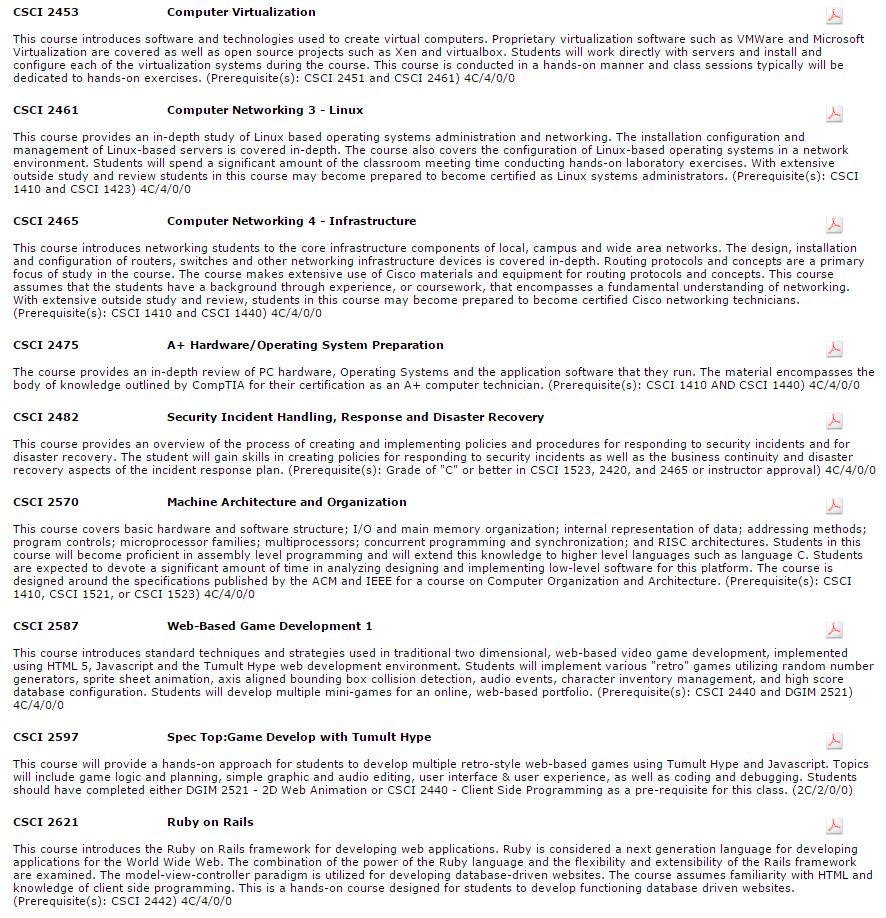 CSCI 2453 Computer Virtualization
This course introduces software and technologies used to create virtual computers. Proprietary virtualization software such as VMWare and Microsoft
Virtualization are covered as well as open source projects such as Xen and virtualbox. Students will work directly with servers and install and
configure each of the virtualization systems during the course. This course is conducted in a hands-on manner and class sessions typically will be
dedicated to hands-on exercises. (Prerequisite(s): CSCI 2451 and CSCI 2461) 4C/4/0/0
CSCI 2461 Computer Networking 3 - Linux
This course provides an in-depth study of Linux based operating systems administration and networking. The installation configuration and
management of Linux-based servers is covered in-depth. The course also covers the configuration of Linux-based operating systems in a network
environment. Students will spend a significant amount of the classroom meeting time conducting hands-on laboratory exercises. With extensive
outside study and review students in this course may become prepared to become certified as Linux systems administrators. (Prerequisite(s): CSCI
1410 and CSCI 1423) 4C/4/0/0
CSCI 2465 Computer Networking 4 - Infrastructure
This course introduces networking students to the core infrastructure components of local, campus and wide area networks. The design, installation
and configuration of routers, switches and other networking infrastructure devices is covered in-depth. Routing protocols and concepts are a primary
focus of study in the course. The course makes extensive use of Cisco materials and equipment for routing protocols and concepts. This course
assumes that the students have a background through experience, or coursework, that encompasses a fundamental understanding of networking.
With extensive outside study and review, students in this course may become prepared to become certified Cisco networking technicians.
(Prerequisite(s): CSCI 1410 and CSCI 1440) 4C/4/0/0
CSCI 2475 A+ Hardware/Operating System Preparation
The course provides an in-depth review of PC hardware, Operating Systems and the application software that they run. The material encompasses the
body of knowledge outlined by CompTIA for their certification as an A+ computer technician. (Prerequisite(s): CSCI 1410 AND CSCI 1440) 4C/4/0/0
CSCI 2482 Security Incident Handling, Response and Disaster Recovery
This course provides an overview of the process of creating and implementing policies and procedures for responding to security incidents and for
disaster recovery. The student will gain skills in creating policies for responding to security incidents as well as the business continuity and disaster
recovery aspects of the incident response plan. (Prerequisite(s): Grade of "C" or better in CSCI 1523, 2420, and 2465 or instructor approval) 4C/4/0/0
CSCI 2570 Machine Architecture and Organization
This course covers basic hardware and software structure; I/O and main memory organization; internal representation of data; addressing methods;
program controls; microprocessor families; multiprocessors; concurrent programming and synchronization; and RISC architectures. Students in this
course will become proficient in assembly level programming and will extend this knowledge to higher level languages such as language C. Students
are expected to devote a significant amount of time in analyzing designing and implementing low-level software for this platform. The course is
designed around the specifications published by the ACM and IEEE for a course on Computer Organization and Architecture. (Prerequisite(s): CSCI
1410, CSCI 1521, or CSCI 1523) 4C/4/0/0
CSCI 2587 Web-Based Game Development 1
This course introduces standard techniques and strategies used in traditional two dimensional, web-based video game development, implemented
using HTML 5, Javascript and the Tumult Hype web development environment. Students will implement various "retro" games utilizing random number
generators, sprite sheet animation, axis aligned bounding box collision detection, audio events, character inventory management, and high score
database configuration. Students will develop multiple mini-games for an online, web-based portfolio. (Prerequisite(s): CSCI 2440 and DGIM 2521)
4C/4/0/0
CSCI 2597 Spec Top:Game Develop with Tumult Hype
This course will provide a hands-on approach for students to develop multiple retro-style web-based games using Tumult Hype and Javascript. Topics
will include game logic and planning, simple graphic and audio editing, user interface & user experience, as well as coding and debugging. Students
should have completed either DGIM 2521 - 2D Web Animation or CSCI 2440 - Client Side Programming as a pre-requisite for this class. (2C/2/0/0)
CSCI 2621 Ruby on Rails
This course introduces the Ruby on Rails framework for developing web applications. Ruby is considered a next generation language for developing
applications for the World Wide Web. The combination of the power of the Ruby language and the flexibility and extensibility of the Rails framework
are examined. The model-view-controller paradigm is utilized for developing database-driven websites. The course assumes familiarity with HTML and
knowledge of client side programming. This is a hands-on course designed for students to develop functioning database driven websites.
(Prerequisite(s): CSCI 2442) 4C/4/0/0